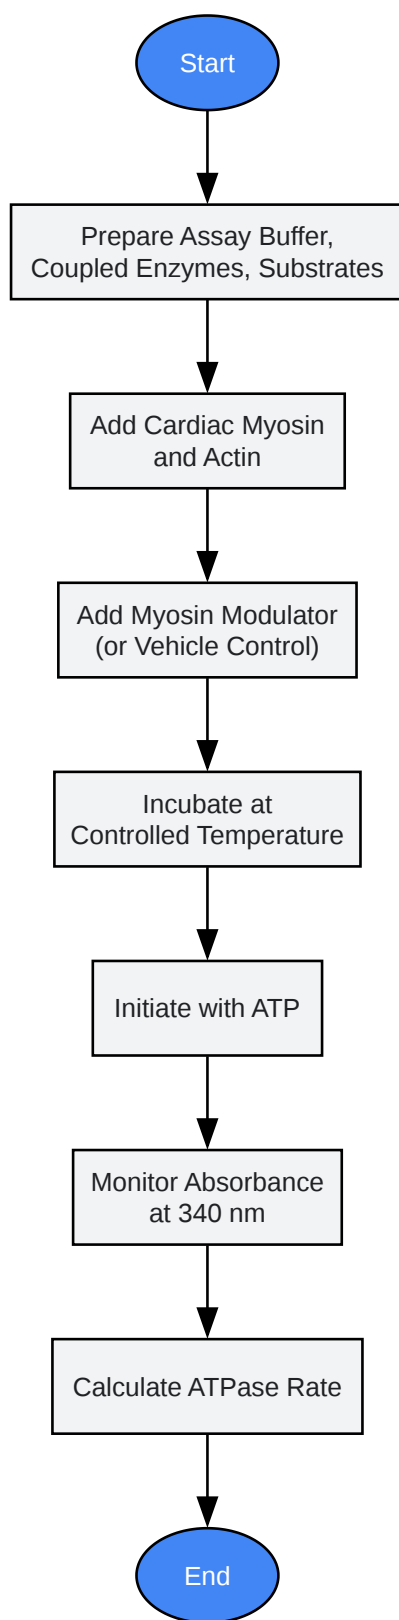 Start
Prepare Assay Buffer,
Coupled Enzymes, Substrates
Add Cardiac Myosin
and Actin
Add Myosin Modulator
(or Vehicle Control)
Incubate at
Controlled Temperature
Initiate with ATP
Monitor Absorbance
at 340 nm
Calculate ATPase Rate
End